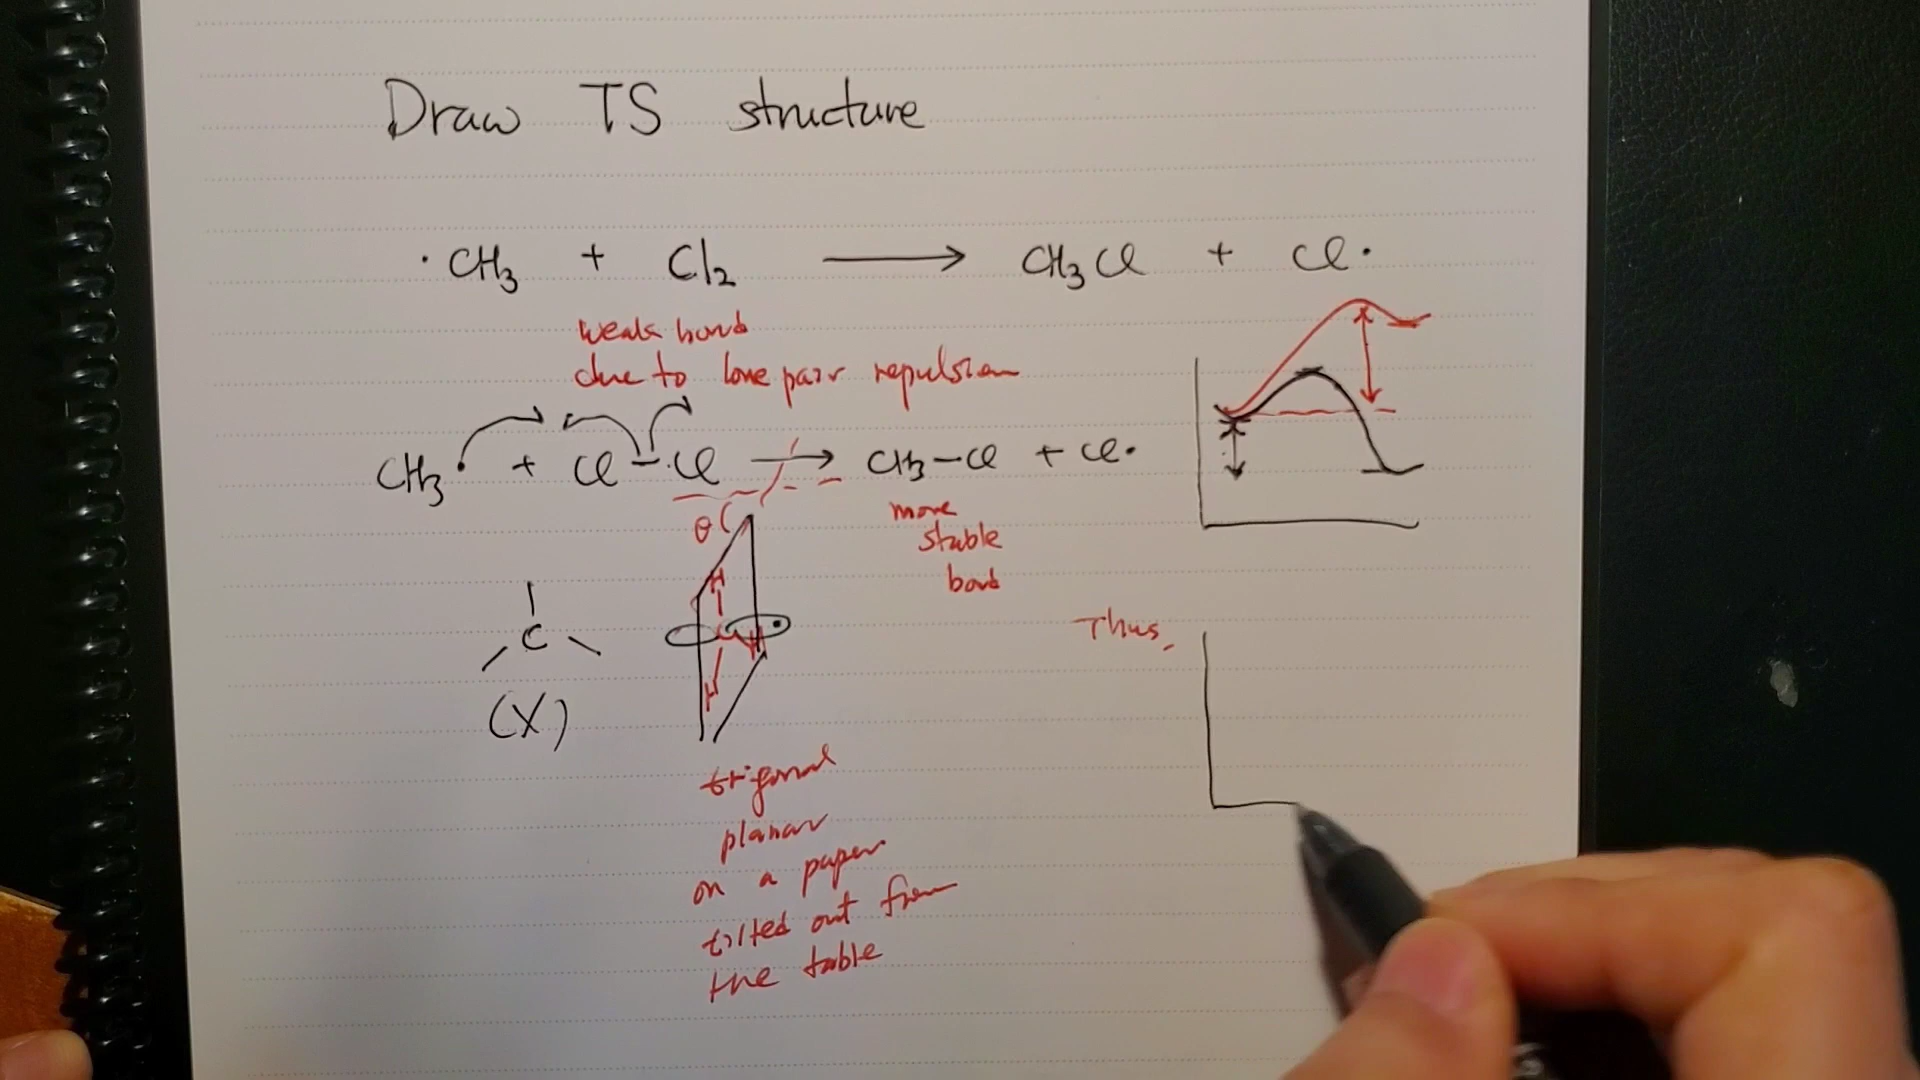 Draw TS structure
·CH₃ + Cl₂ ⟶ CH₃Cl + Cl·
weak bond
due to lone pair repulsion
CH₃· + Cl–Cl ⟶ CH₃–Cl + Cl·
θ
more
stable
bond
H
C
H
H
C
(X)
Thus,
trigonal
planar
on a paper
tilted out from
the table